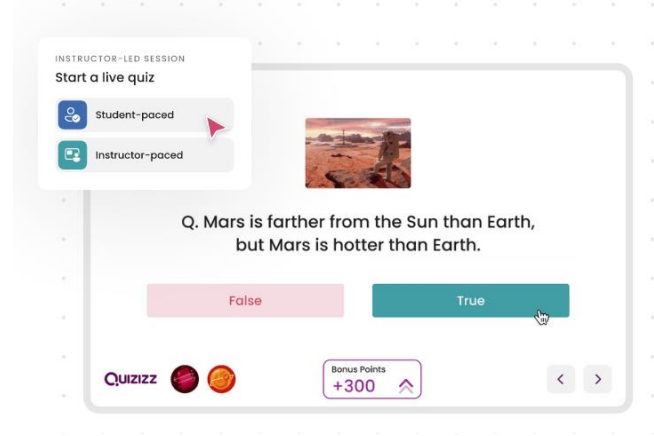 INSTRUCTOR-LED SESSION
Start a live quiz
Student-paced
Instructor-paced
Q. Mars is farther from the Sun than Earth,
but Mars is hotter than Earth.
False
True
Quizizz
Bonus Points
+300